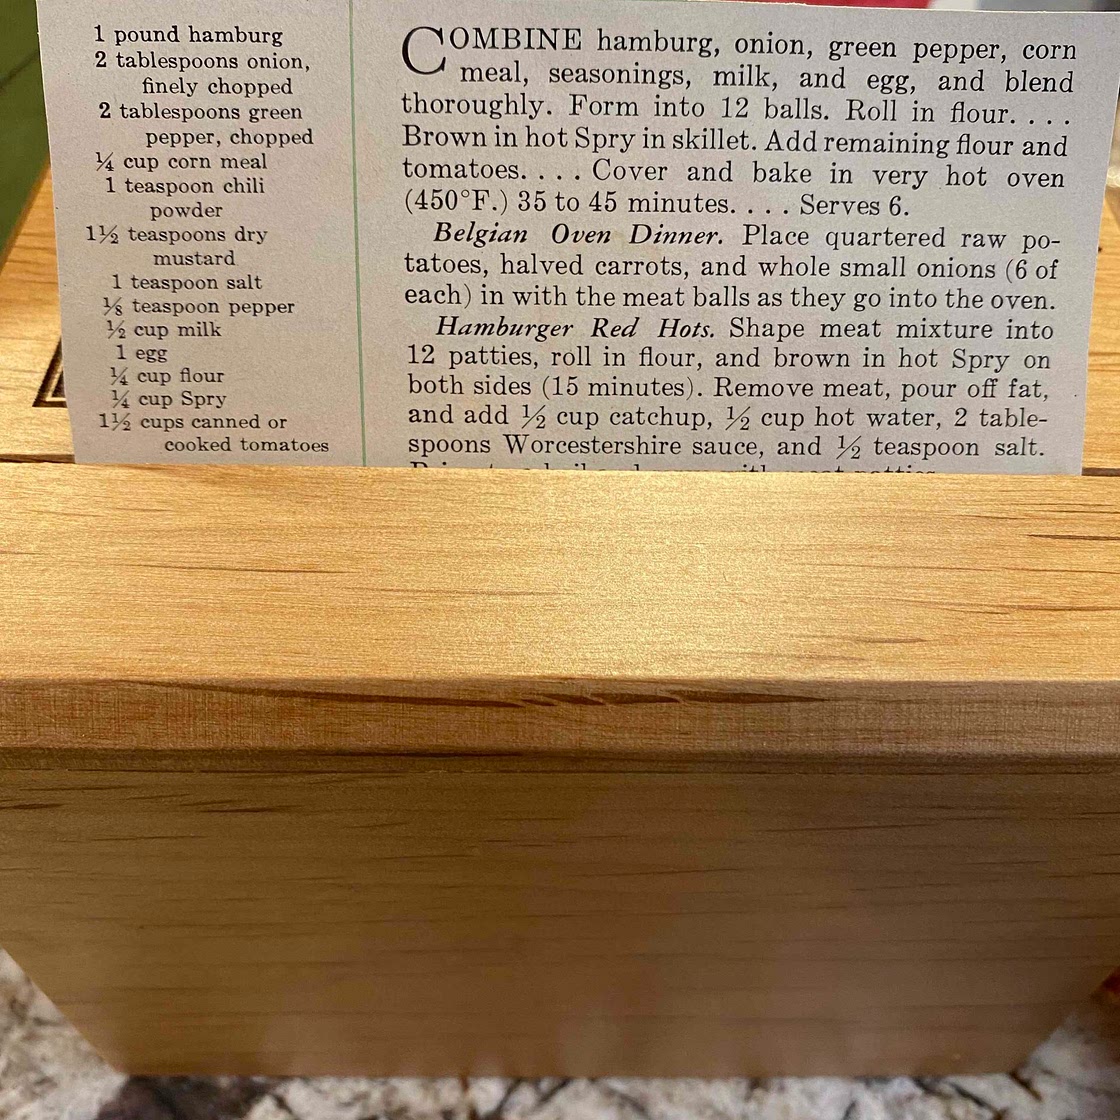 1 pound hamburg
2 tablespoons onion,
finely chopped
2 tablespoons green
pepper, chopped
¼ cup corn meal
1 teaspoon chili
powder
1½ teaspoons dry
mustard
1 teaspoon salt
⅛ teaspoon pepper
½ cup milk
1 egg
¼ cup flour
¼ cup Spry
1½ cups canned or
cooked tomatoes
COMBINE hamburg, onion, green pepper, corn
meal, seasonings, milk, and egg, and blend
thoroughly. Form into 12 balls. Roll in flour. . . .
Brown in hot Spry in skillet. Add remaining flour and
tomatoes. . . . Cover and bake in very hot oven
(450°F.) 35 to 45 minutes. . . . Serves 6.
Belgian Oven Dinner. Place quartered raw po-
tatoes, halved carrots, and whole small onions (6 of
each) in with the meat balls as they go into the oven.
Hamburger Red Hots. Shape meat mixture into
12 patties, roll in flour, and brown in hot Spry on
both sides (15 minutes). Remove meat, pour off fat,
and add ½ cup catchup, ½ cup hot water, 2 table-
spoons Worcestershire sauce, and ½ teaspoon salt.